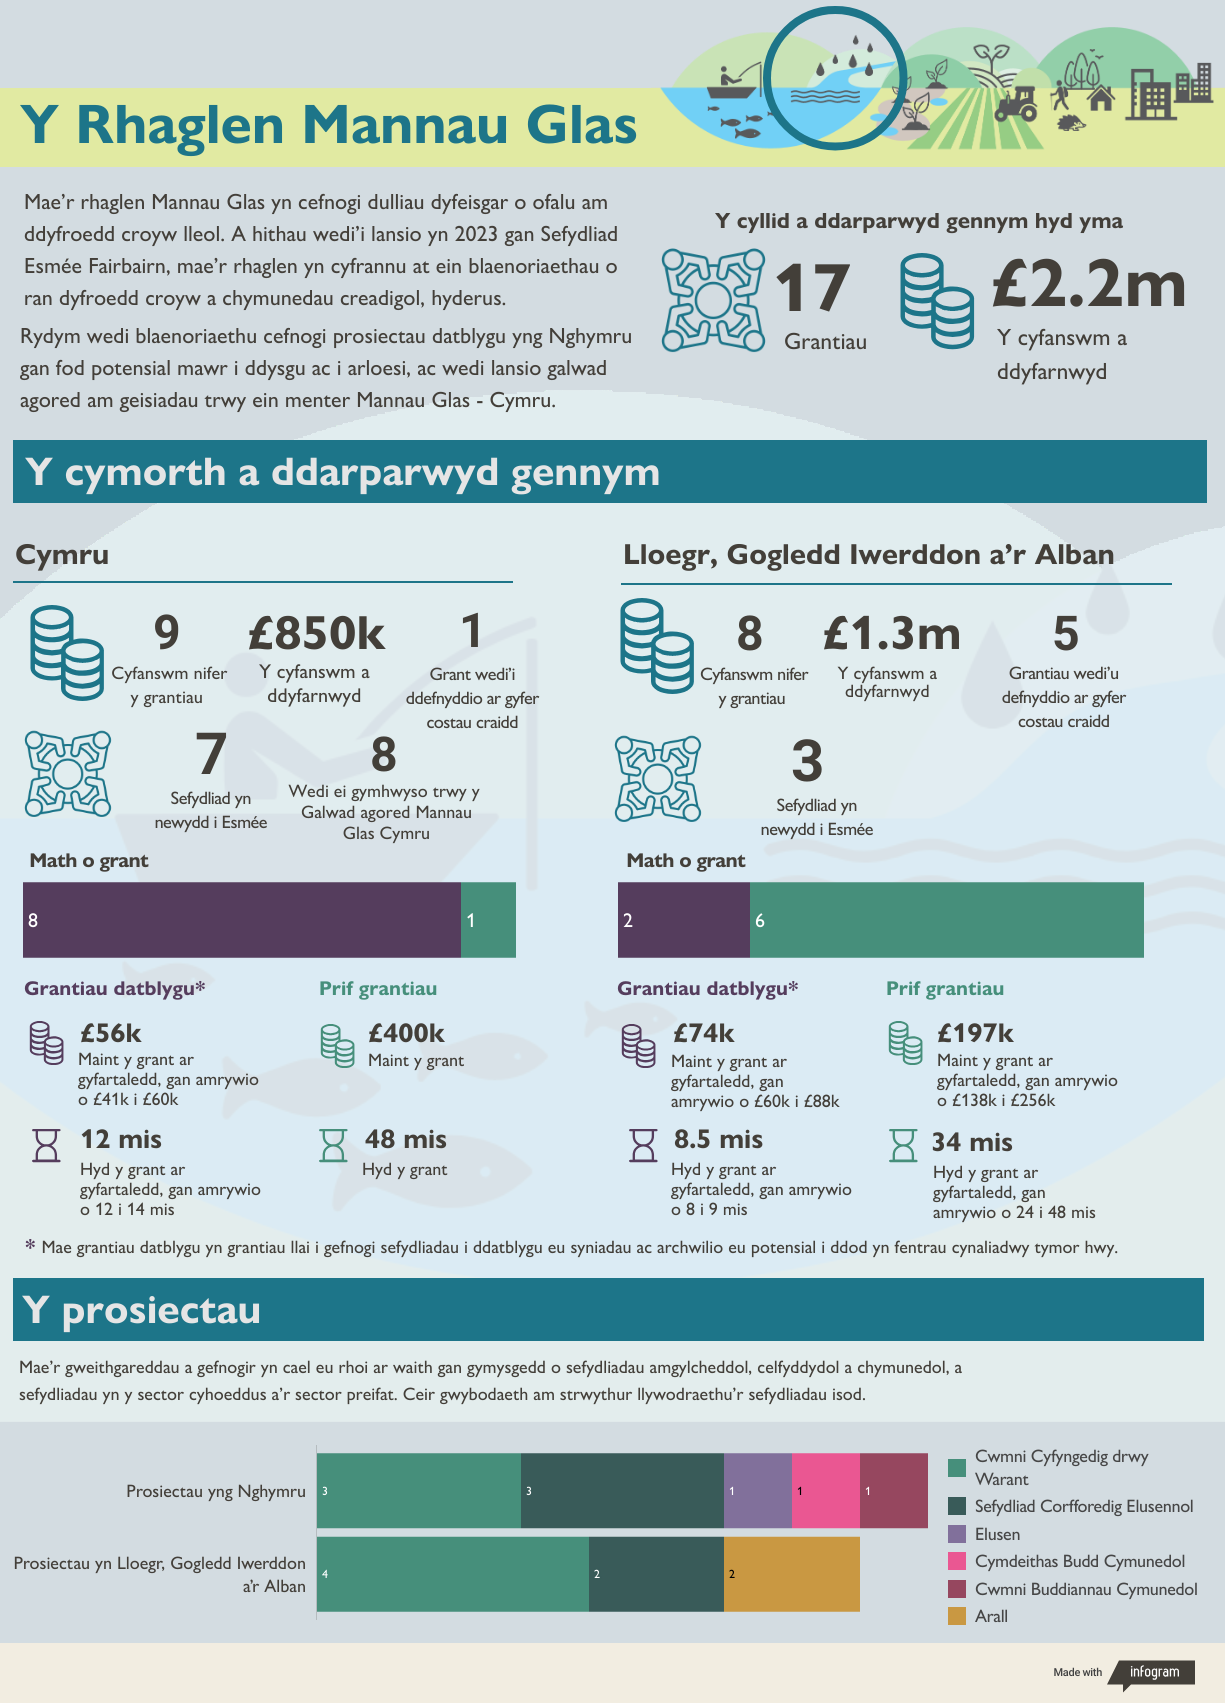 Y Rhaglen Mannau Glas
Mae'r rhaglen Mannau Glas yn cefnogi dulliau dyfeisgar o ofalu am
ddyfroedd croyw lleol. A hithau wedi'i lansio yn 2023 gan Sefydliad
Esmée Fairbairn, mae'r rhaglen yn cyfrannu at ein blaenoriaethau o
ran dyfroedd croyw a chymunedau creadigol, hyderus.
Rydym wedi blaenoriaethu cefnogi prosiectau datblygu yng Nghymru
gan fod potensial mawr i ddysgu ac i arloesi, ac wedi lansio galwad
agored am geisiadau trwy ein menter Mannau Glas - Cymru.
Y cyllid a ddarparwyd gennym hyd yma
17
Grantiau
£2.2m
Y cyfanswm a
ddyfarnwyd
Y cymorth a ddarparwyd gennym
Cymru
9
Cyfanswm nifer
y grantiau
£850k
Y cyfanswm a
ddyfarnwyd
1
Grant wedi'i
ddefnyddio ar gyfer
costau craidd
7
Sefydliad yn
newydd i Esmée
8
Wedi ei gymhwyso trwy y
Galwad agored Mannau
Glas Cymru
Math o grant
8
1
Grantiau datblygu*
£56k
Maint y grant ar
gyfartaledd, gan amrywio
o £41k i £60k
12 mis
Hyd y grant ar
gyfartaledd, gan amrywio
o 12 i 14 mis
Prif grantiau
£400k
Maint y grant
48 mis
Hyd y grant
Lloegr, Gogledd Iwerddon a'r Alban
8
Cyfanswm nifer
y grantiau
£1.3m
Y cyfanswm a
ddyfarnwyd
5
Grantiau wedi'u
defnyddio ar gyfer
costau craidd
3
Sefydliad yn
newydd i Esmée
Math o grant
2
6
Grantiau datblygu*
£74k
Maint y grant ar
gyfartaledd, gan
amrywio o £60k i £88k
8.5 mis
Hyd y grant ar
gyfartaledd, gan amrywio
o 8 i 9 mis
Prif grantiau
£197k
Maint y grant ar
gyfartaledd, gan amrywio
o £138k i £256k
34 mis
Hyd y grant ar
gyfartaledd, gan
amrywio o 24 i 48 mis
* Mae grantiau datblygu yn grantiau llai i gefnogi sefydliadau i ddatblygu eu syniadau ac archwilio eu potensial i ddod yn fentrau cynaliadwy tymor hwy.
Y prosiectau
Mae'r gweithgareddau a gefnogir yn cael eu rhoi ar waith gan gymysgedd o sefydliadau amgylcheddol, celfyddydol a chymunedol, a
sefydliadau yn y sector cyhoeddus a'r sector preifat. Ceir gwybodaeth am strwythur llywodraethu'r sefydliadau isod.
Prosiectau yng Nghymru
3
3
1
1
1
Prosiectau yn Lloegr, Gogledd Iwerddon
a'r Alban
4
2
2
Cwmni Cyfyngedig drwy
Warant
Sefydliad Corfforedig Elusennol
Elusen
Cymdeithas Budd Cymunedol
Cwmni Buddiannau Cymunedol
Arall
Made with
infogram